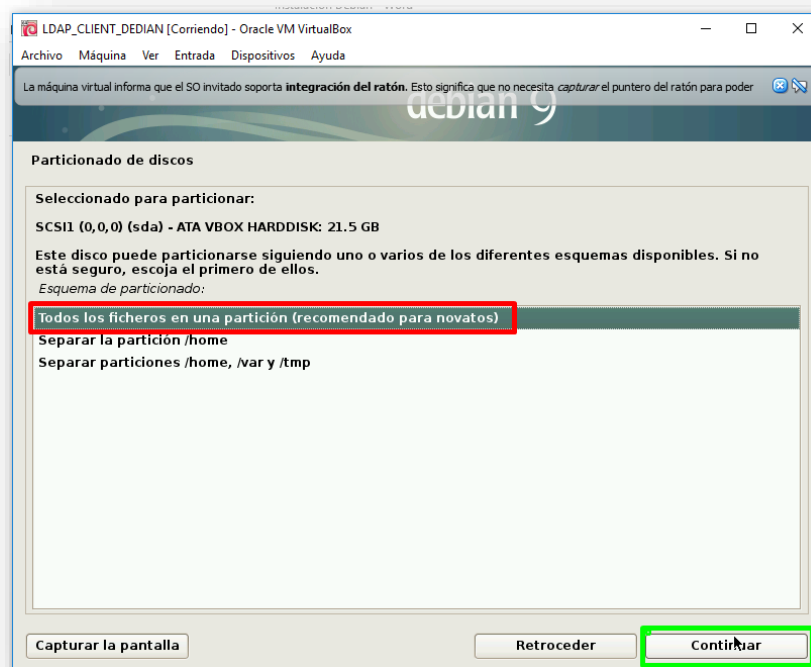 Instalación Debian - Word
LDAP_CLIENT_DEDIAN [Corriendo] - Oracle VM VirtualBox
Archivo Máquina Ver Entrada Dispositivos Ayuda
La máquina virtual informa que el SO invitado soporta integración del ratón. Esto significa que no necesita capturar el puntero del ratón para poder
debian 9
Particionado de discos
Seleccionado para particionar:
SCSI1 (0,0,0) (sda) - ATA VBOX HARDDISK: 21.5 GB
Este disco puede particionarse siguiendo uno o varios de los diferentes esquemas disponibles. Si no
está seguro, escoja el primero de ellos.
Esquema de particionado:
Todos los ficheros en una partición (recomendado para novatos)
Separar la partición /home
Separar particiones /home, /var y /tmp
Capturar la pantalla
Retroceder
Continuar